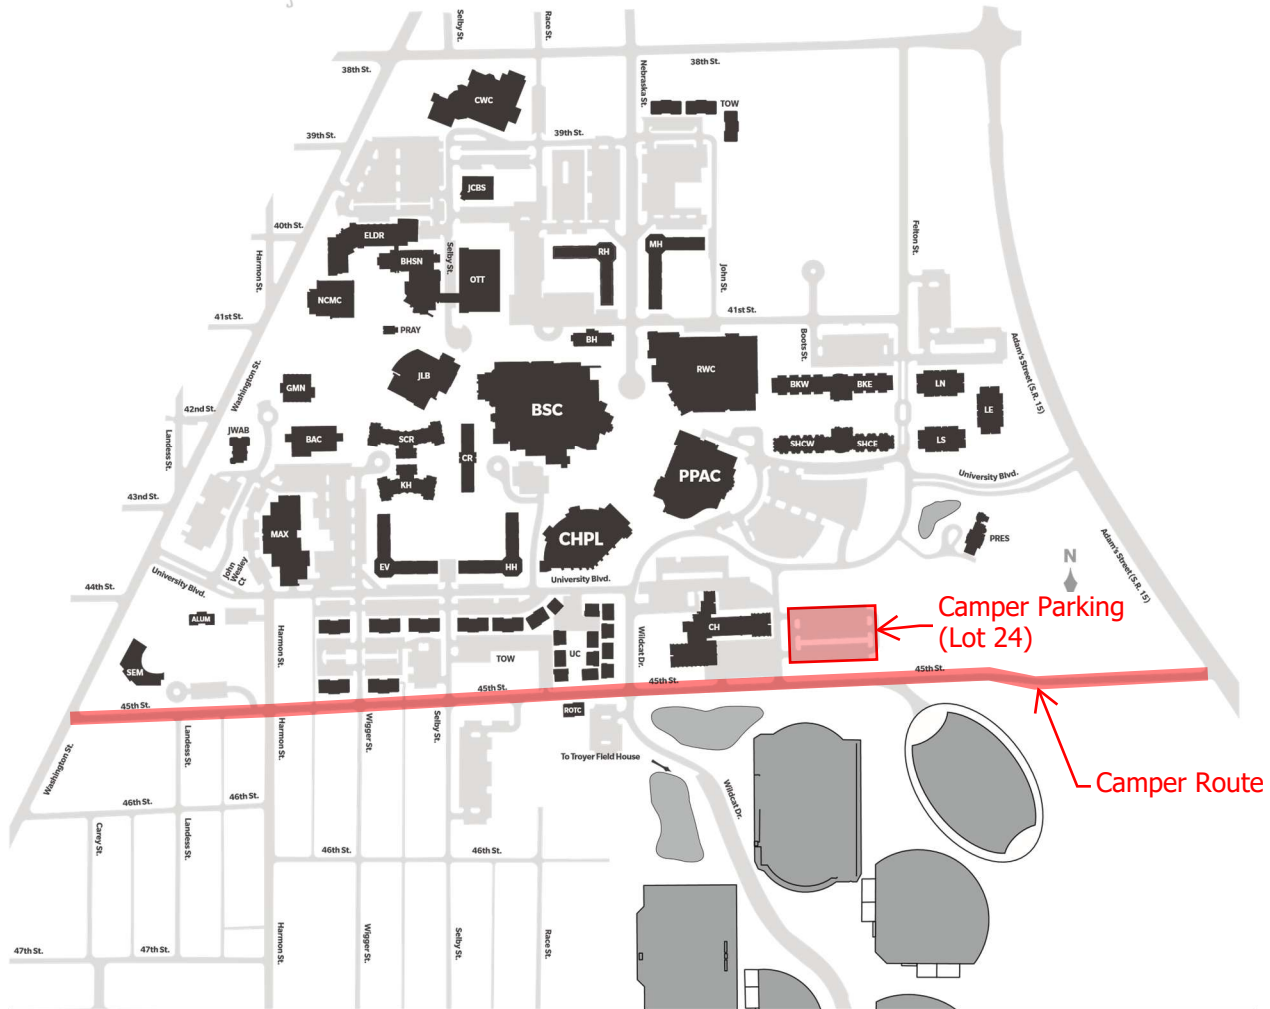 Selby St.
Race St.
38th St.
Nebraska St.
38th St.
CWC
TOW
39th St.
39th St.
JCBS
40th St.
ELDR
Harmon St.
BHSN
Selby St.
OTT
RH
MH
John St.
Felton St.
NCMC
41st St.
PRAY
41st St.
BH
Boots St.
Adam's Street (S.R. 15)
JLB
RWC
Washington St.
GMN
BSC
BKW
BKE
LN
LE
42nd St.
JWAB
Landess St.
BAC
SCR
CR
SHCW
SHCE
LS
KH
PPAC
University Blvd.
43nd St.
MAX
CHPL
PRES
Adam's Street (S.R. 15)
N
University Blvd.
John
Wesley
Ct
EV
HH
University Blvd.
44th St.
ALUM
Harmon St.
CH
Camper Parking
(Lot 24)
Wildcat Dr.
UC
TOW
SEM
45th St.
45th St.
45th St.
45th St.
ROTC
Landess St.
Harmon St.
Wigger St.
Selby St.
Washington St.
To Troyer Field House
Camper Route
Wildcat Dr.
46th St.
46th St.
Carey St.
Landess St.
46th St.
46th St.
47th St.
47th St.
Harmon St.
Wigger St.
Selby St.
Race St.